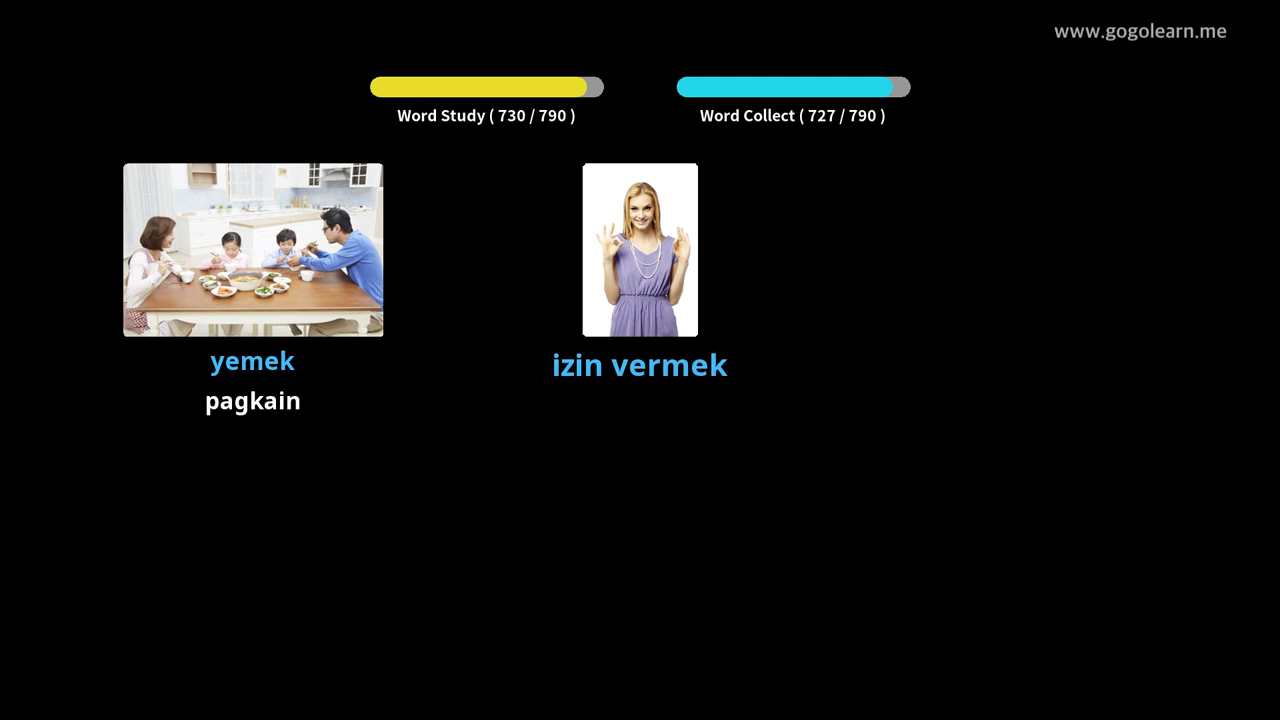 www.gogolearn.me
Word Study ( 730 / 790 )
Word Collect ( 727 / 790 )
yemek
pagkain
izin vermek